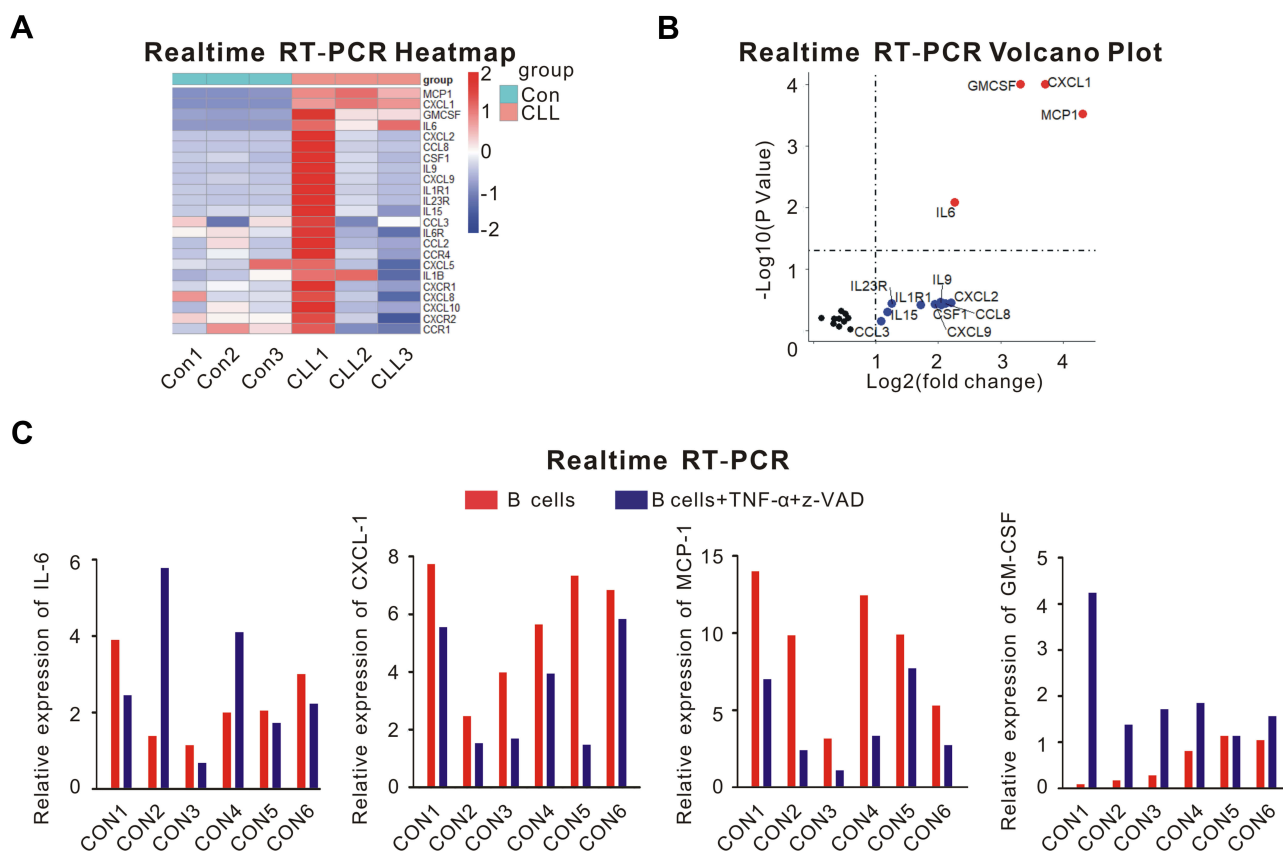 A
Realtime RT-PCR Heatmap
group
MCP1
CXCL1
GMCSF
IL6
CXCL2
CCL8
CSF1
IL9
CXCL9
IL1R1
IL23R
IL15
CCL3
IL6R
CCL2
CCR4
CXCL5
IL1B
CXCR1
CXCL8
CXCL10
CXCR2
CCR1
2
1
0
-1
-2
group
Con
CLL
Con1
Con2
Con3
CLL1
CLL2
CLL3
B
Realtime RT-PCR Volcano Plot
-Log10(P Value)
4
3
2
1
0
GMCSF
CXCL1
MCP1
IL6
IL9
IL23R
IL1R1
CXCL2
IL15
CSF1
CCL8
CCL3
CXCL9
1
2
3
4
Log2(fold change)
C
Realtime RT-PCR
B cells
B cells+TNF-α+z-VAD
Relative expression of IL-6
6
4
2
0
CON1
CON2
CON3
CON4
CON5
CON6
Relative expression of CXCL-1
8
6
4
2
0
CON1
CON2
CON3
CON4
CON5
CON6
Relative expression of MCP-1
15
10
5
0
CON1
CON2
CON3
CON4
CON5
CON6
Relative expression of GM-CSF
5
4
3
2
1
0
CON1
CON2
CON3
CON4
CON5
CON6